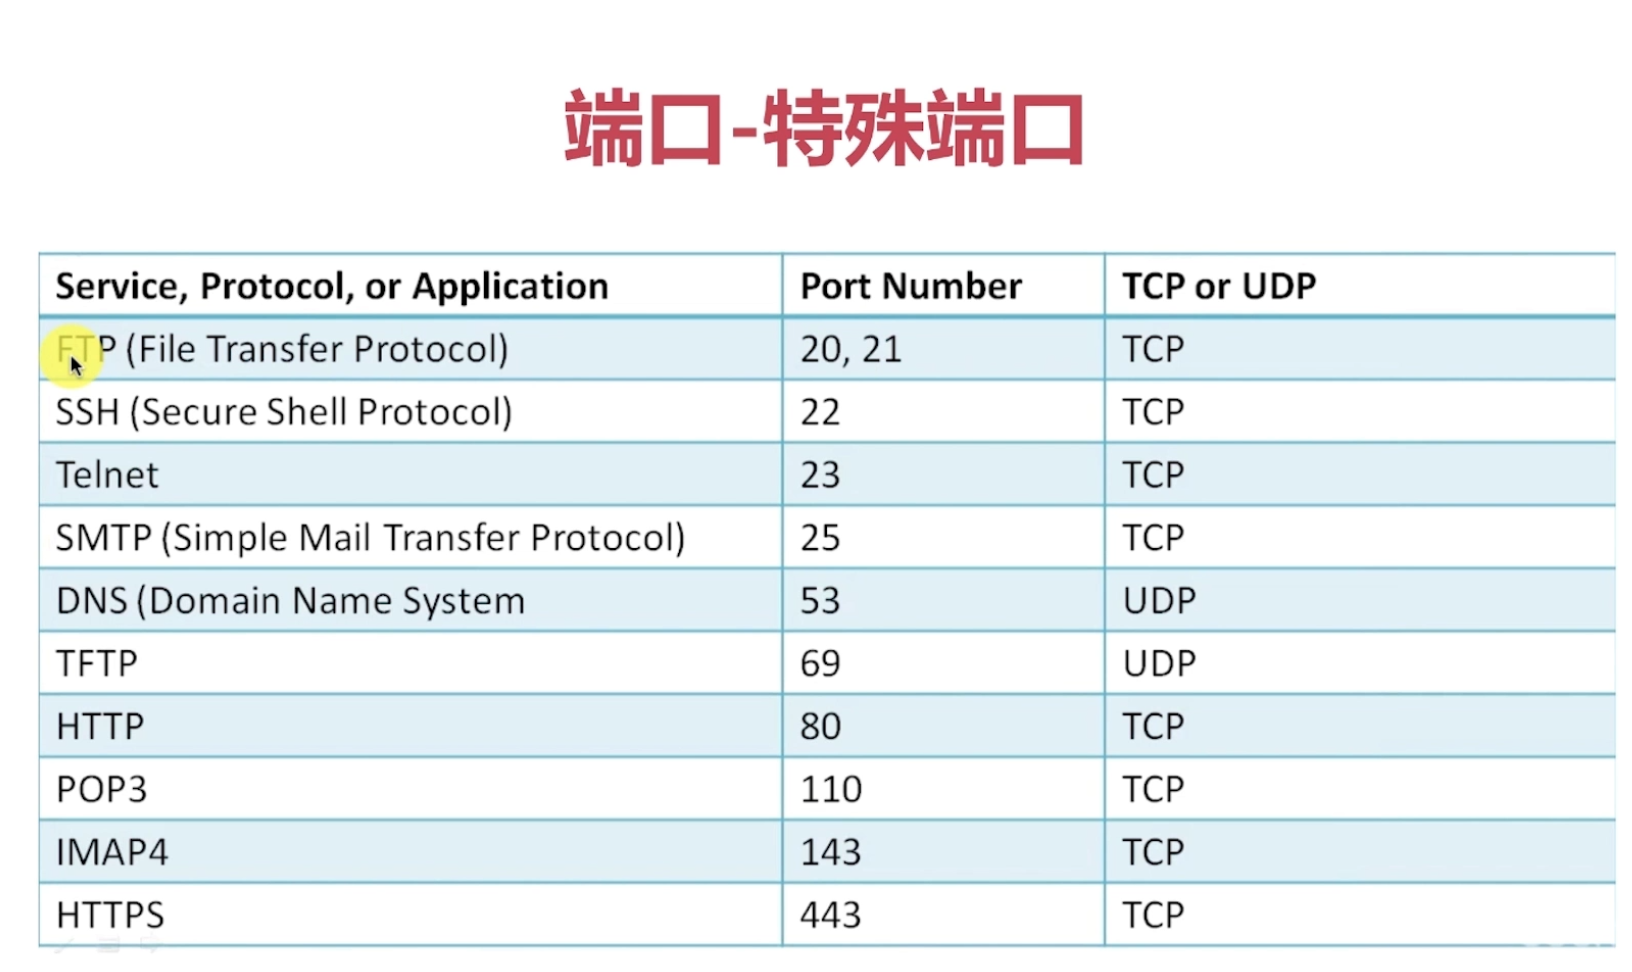 端口-特殊端口
Service, Protocol, or Application Port Number TCP or UDP
FTP (File Transfer Protocol) 20, 21 TCP
SSH (Secure Shell Protocol) 22 TCP
Telnet 23 TCP
SMTP (Simple Mail Transfer Protocol) 25 TCP
DNS (Domain Name System 53 UDP
TFTP 69 UDP
HTTP 80 TCP
POP3 110 TCP
IMAP4 143 TCP
HTTPS 443 TCP